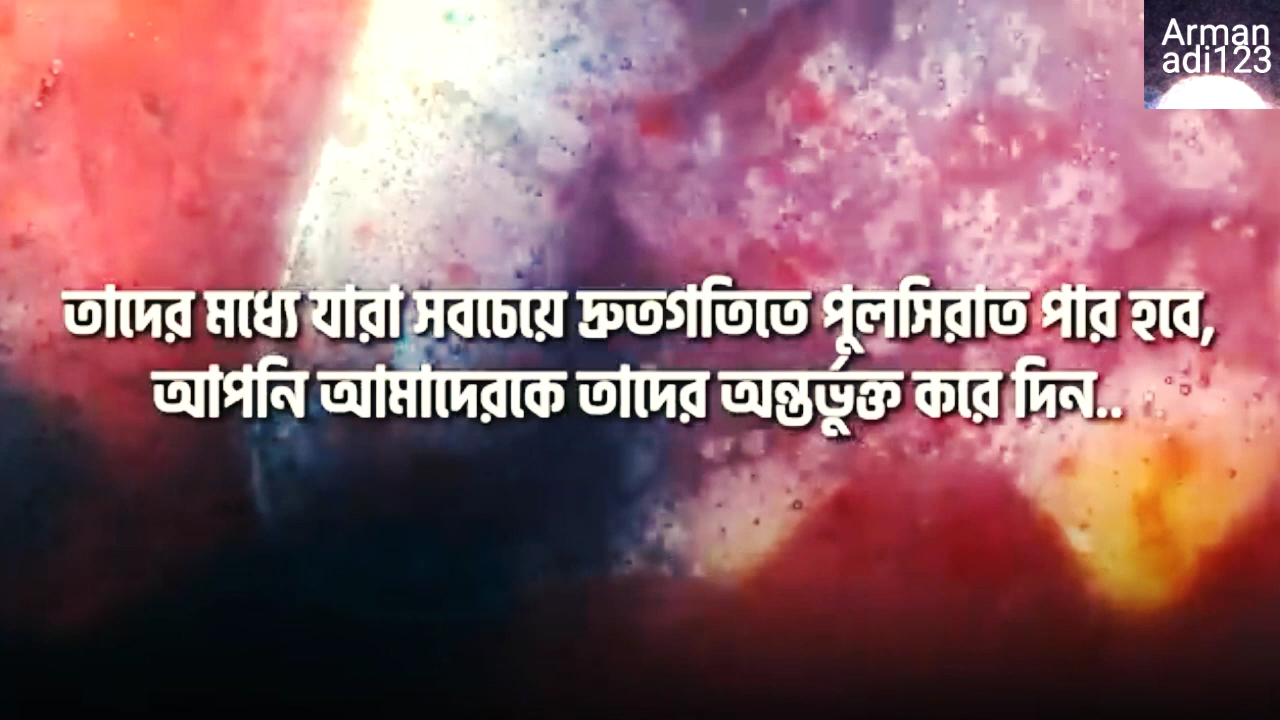 Arman
adi123
তাদের মধ্যে যারা সবচেয়ে দ্রুতগতিতে পুলসিরাত পার হবে,
আপনি আমাদেরকে তাদের অন্তর্ভুক্ত করে দিন..